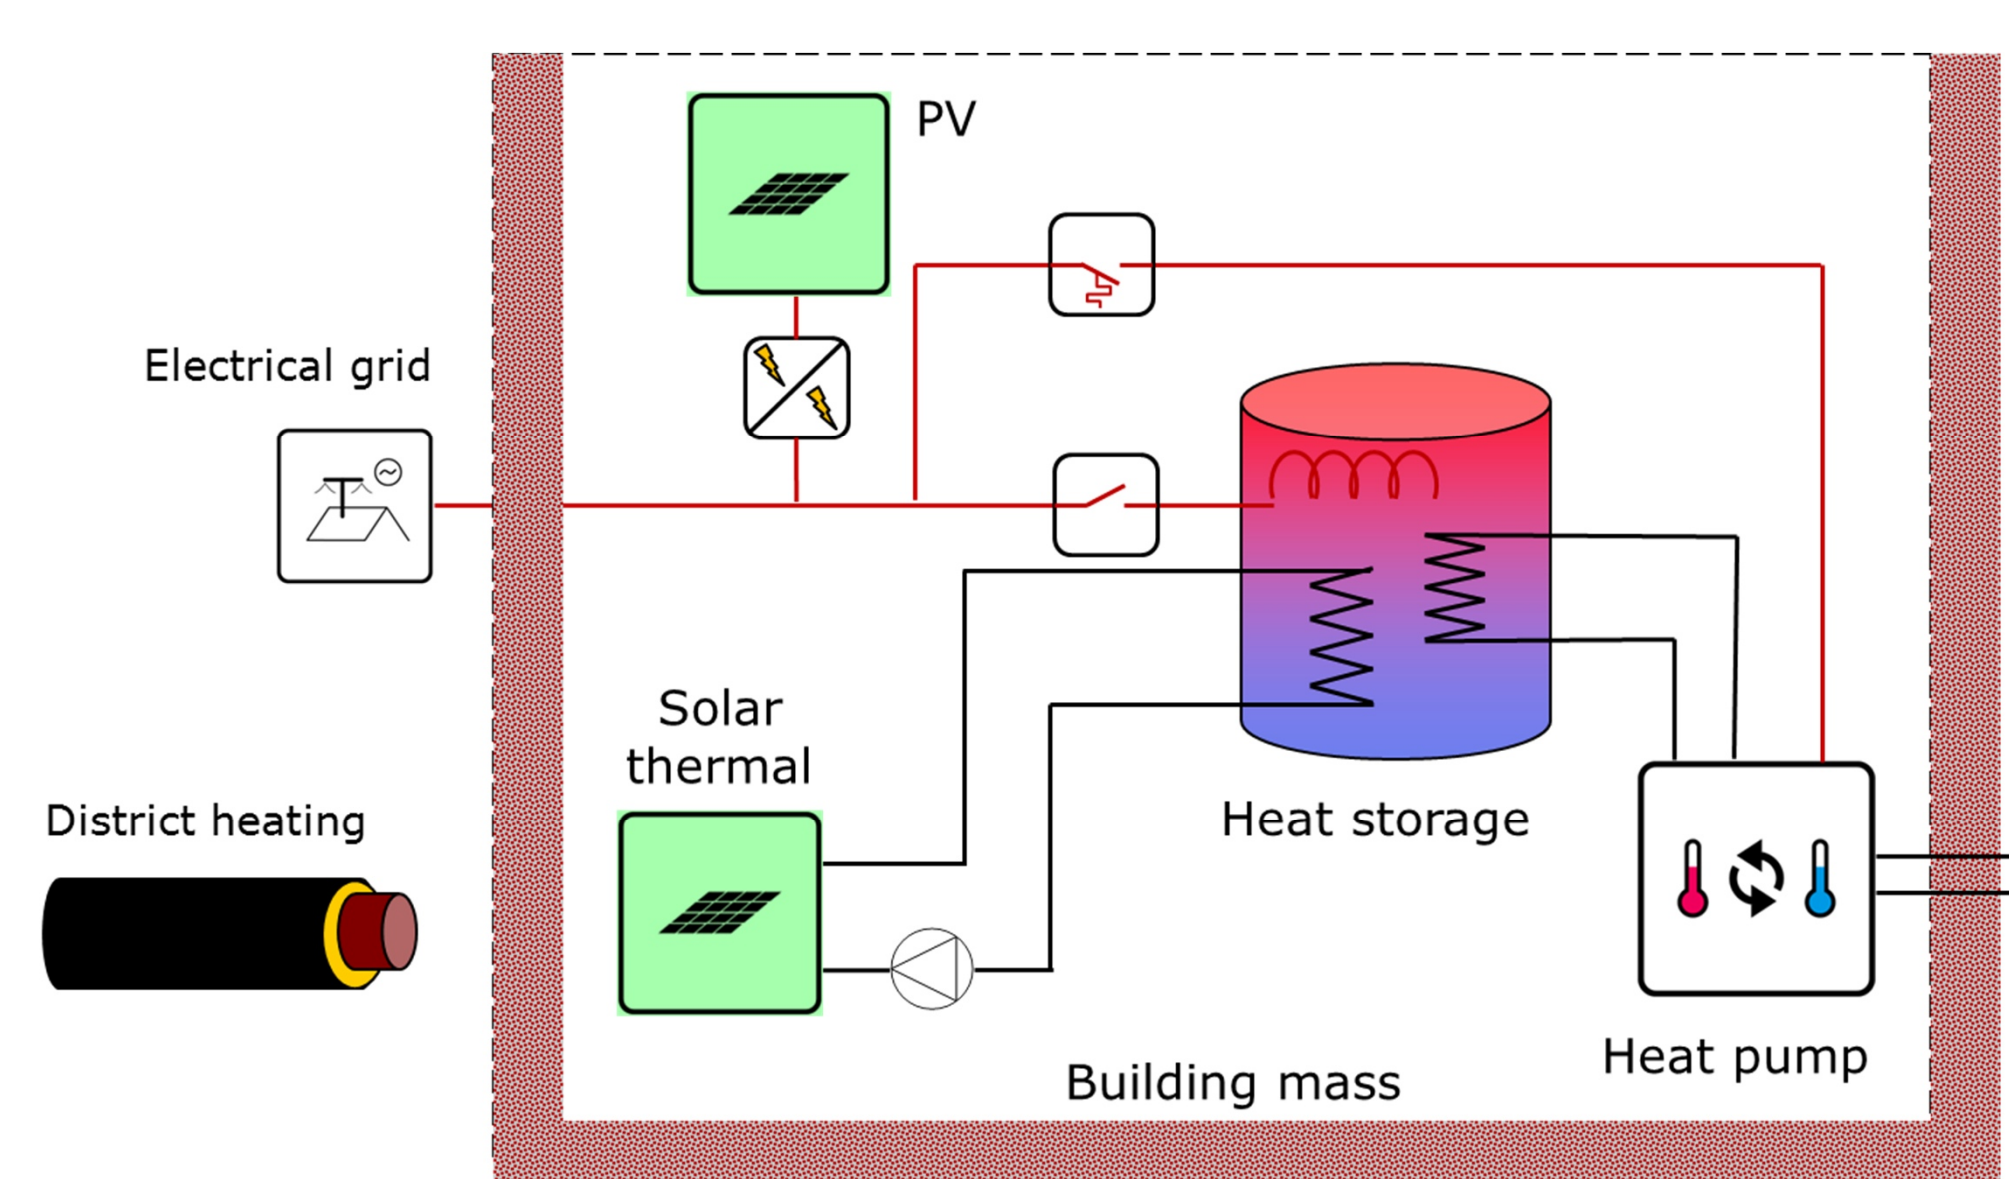 PV
Electrical grid
Solar
thermal
District heating
Heat storage
Heat pump
Building mass